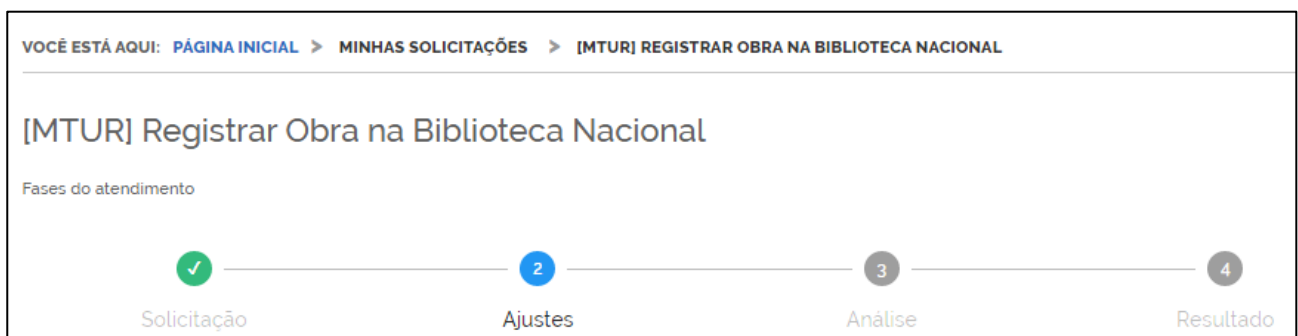 VOCÊ ESTÁ AQUI: PÁGINA INICIAL > MINHAS SOLICITAÇÕES > [MTUR] REGISTRAR OBRA NA BIBLIOTECA NACIONAL
[MTUR] Registrar Obra na Biblioteca Nacional
Fases do atendimento
✓ 2 3 4
Solicitação Ajustes Análise Resultado